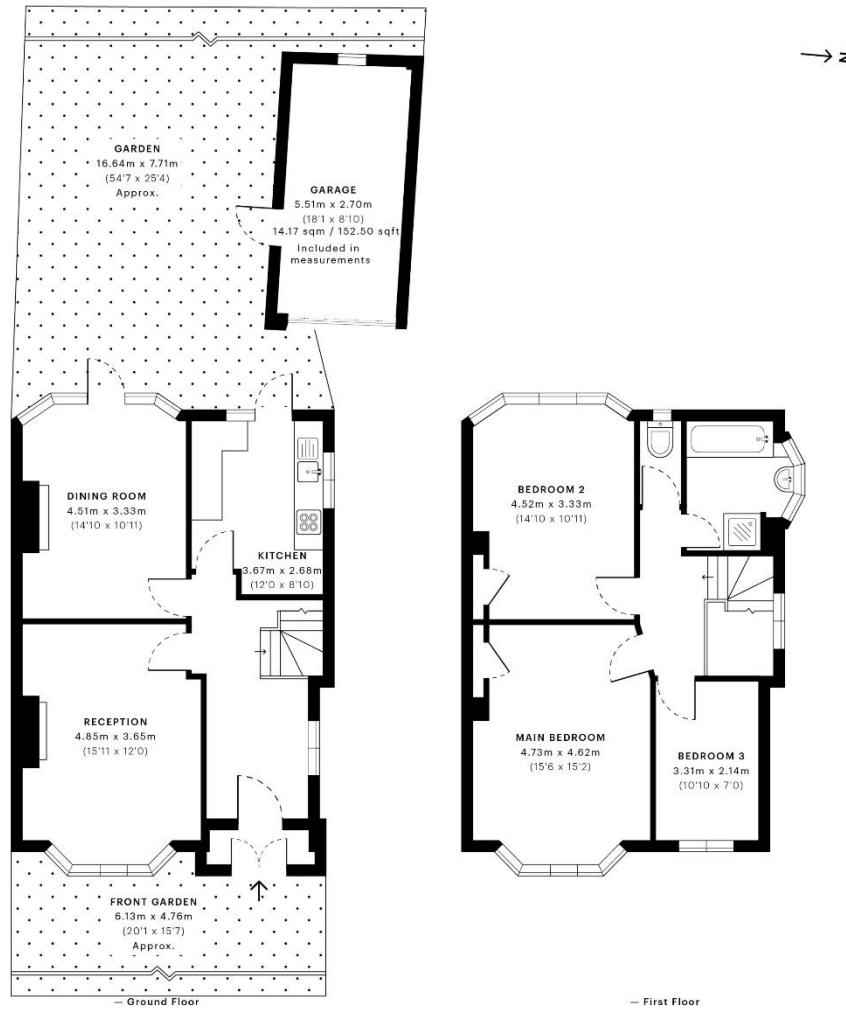 N
GARDEN
16.64m x 7.71m
(54'7 x 25'4)
Approx.
GARAGE
5.51m x 2.70m
(18'1 x 8'10)
14.17 sqm / 152.50 sqft
Included in
measurements
DINING ROOM
4.51m x 3.33m
(14'10 x 10'11)
KITCHEN
3.67m x 2.68m
(12'0 x 8'10)
RECEPTION
4.85m x 3.65m
(15'11 x 12'0)
FRONT GARDEN
6.13m x 4.76m
(20'1 x 15'7)
Approx.
— Ground Floor
BEDROOM 2
4.52m x 3.33m
(14'10 x 10'11)
MAIN BEDROOM
4.73m x 4.62m
(15'6 x 15'2)
BEDROOM 3
3.31m x 2.14m
(10'10 x 7'0)
— First Floor